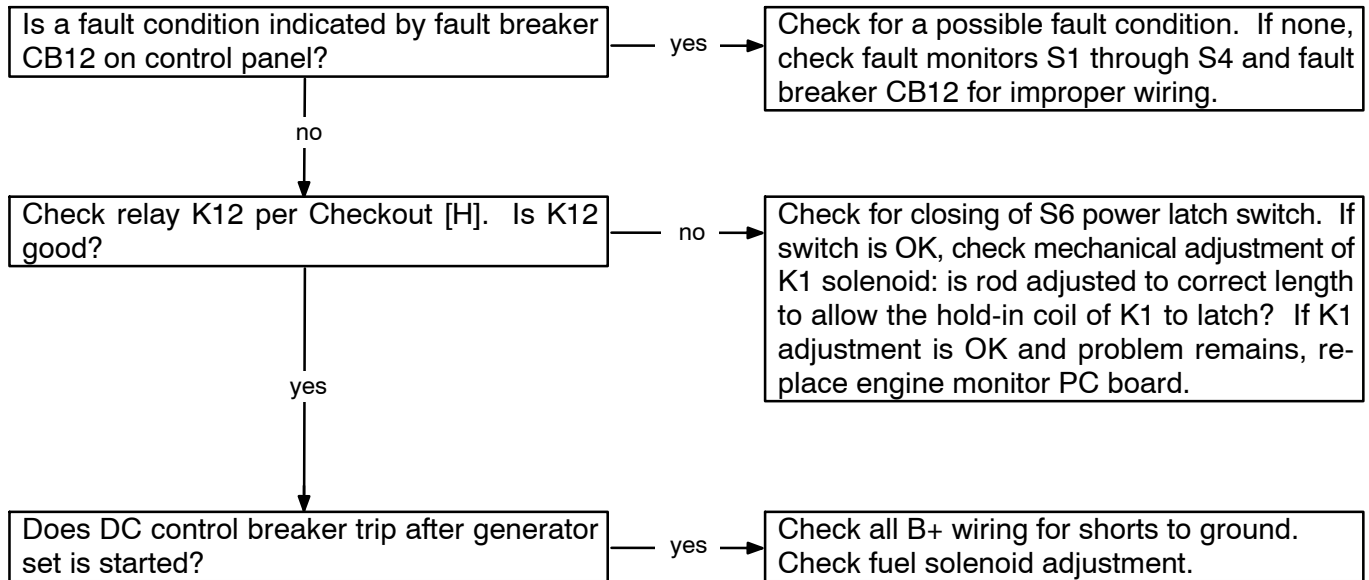 Is a fault condition indicated by fault breaker
CB12 on control panel?
yes
Check for a possible fault condition. If none,
check fault monitors S1 through S4 and fault
breaker CB12 for improper wiring.
no
Check relay K12 per Checkout [H]. Is K12
good?
no
Check for closing of S6 power latch switch. If
switch is OK, check mechanical adjustment of
K1 solenoid: is rod adjusted to correct length
to allow the hold-in coil of K1 to latch? If K1
adjustment is OK and problem remains, re-
place engine monitor PC board.
yes
Does DC control breaker trip after generator
set is started?
yes
Check all B+ wiring for shorts to ground.
Check fuel solenoid adjustment.